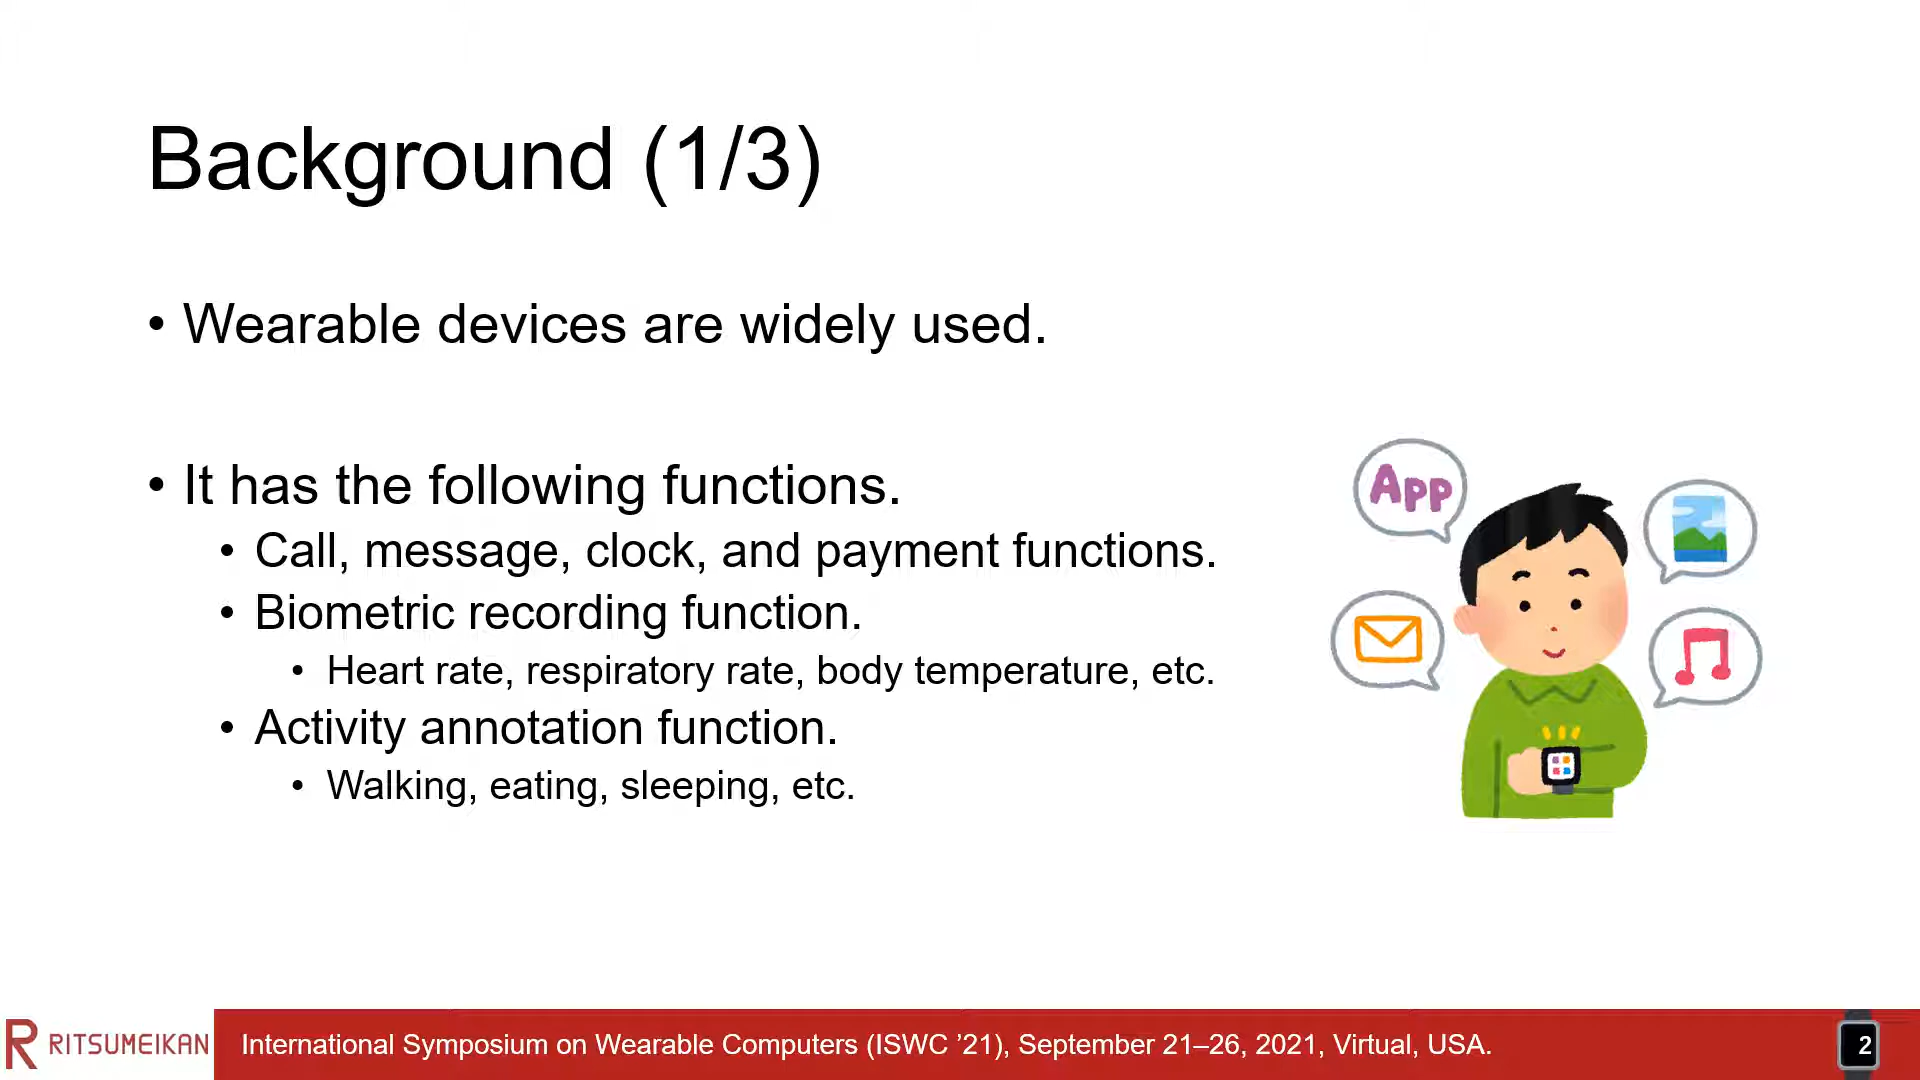 Background (1/3)
• Wearable devices are widely used.
• It has the following functions.
• Call, message, clock, and payment functions.
• Biometric recording function.
• Heart rate, respiratory rate, body temperature, etc.
• Activity annotation function.
• Walking, eating, sleeping, etc.
App
R RITSUMEIKAN
International Symposium on Wearable Computers (ISWC ’21), September 21–26, 2021, Virtual, USA.
2